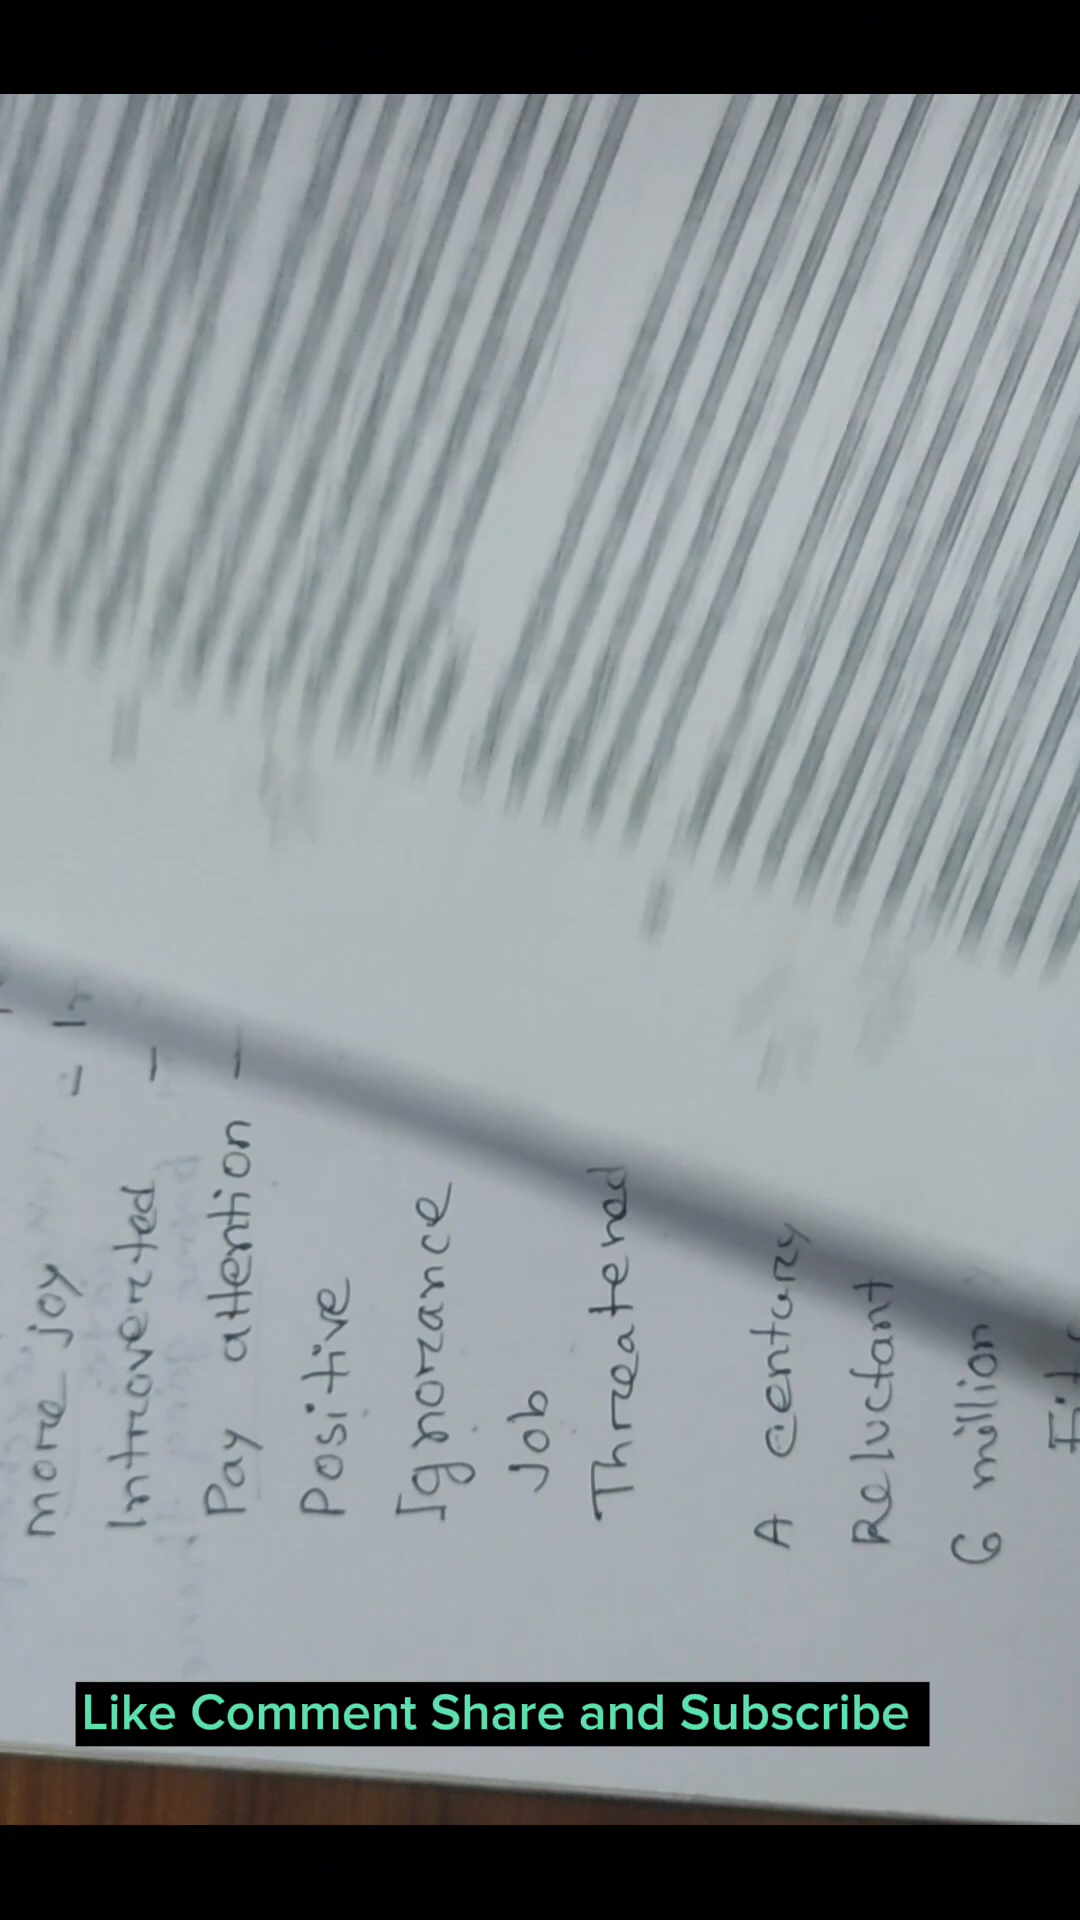 more joy =
Introverted -
Pay attention -
Positive
Ignorance
Job
Threatened
A century
Reluctant
6 million
Like Comment Share and Subscribe